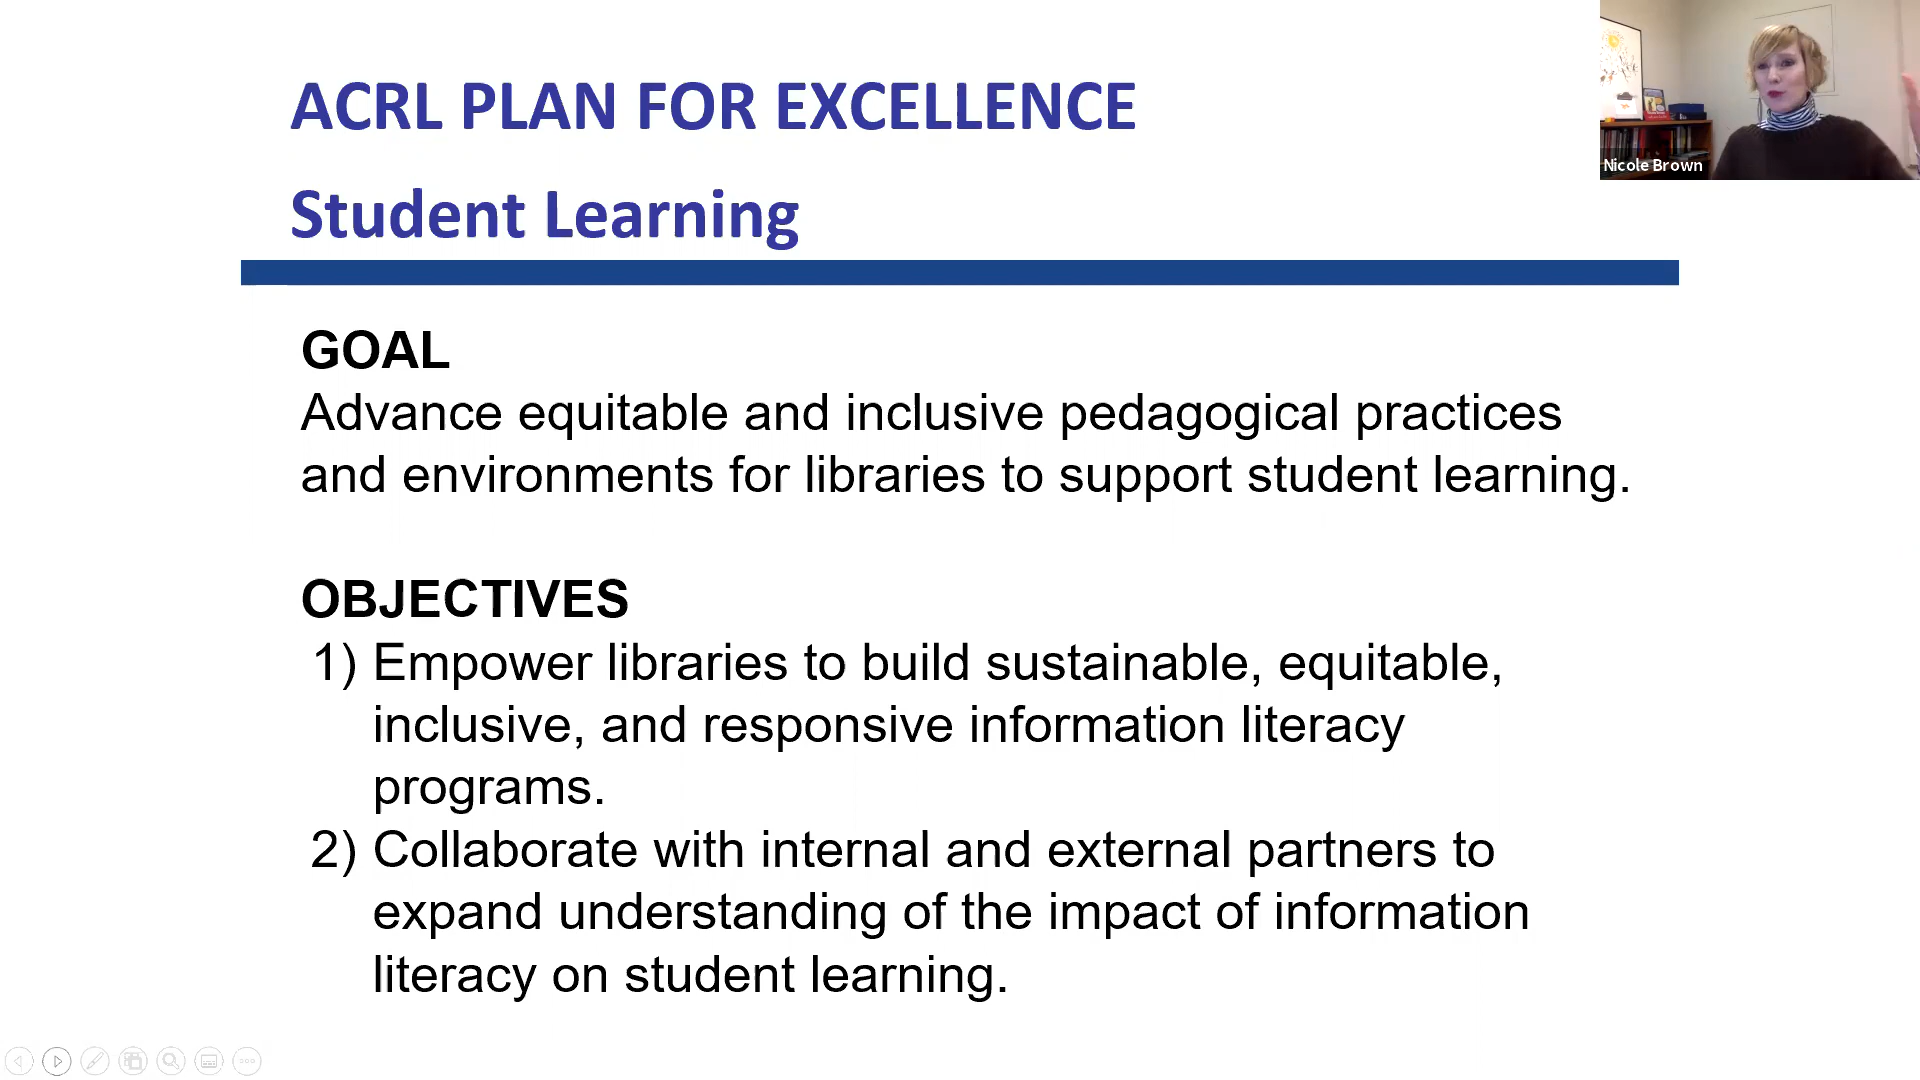 ACRL PLAN FOR EXCELLENCE
Student Learning
Nicole Brown
GOAL
Advance equitable and inclusive pedagogical practices
and environments for libraries to support student learning.
OBJECTIVES
1) Empower libraries to build sustainable, equitable,
inclusive, and responsive information literacy
programs.
2) Collaborate with internal and external partners to
expand understanding of the impact of information
literacy on student learning.